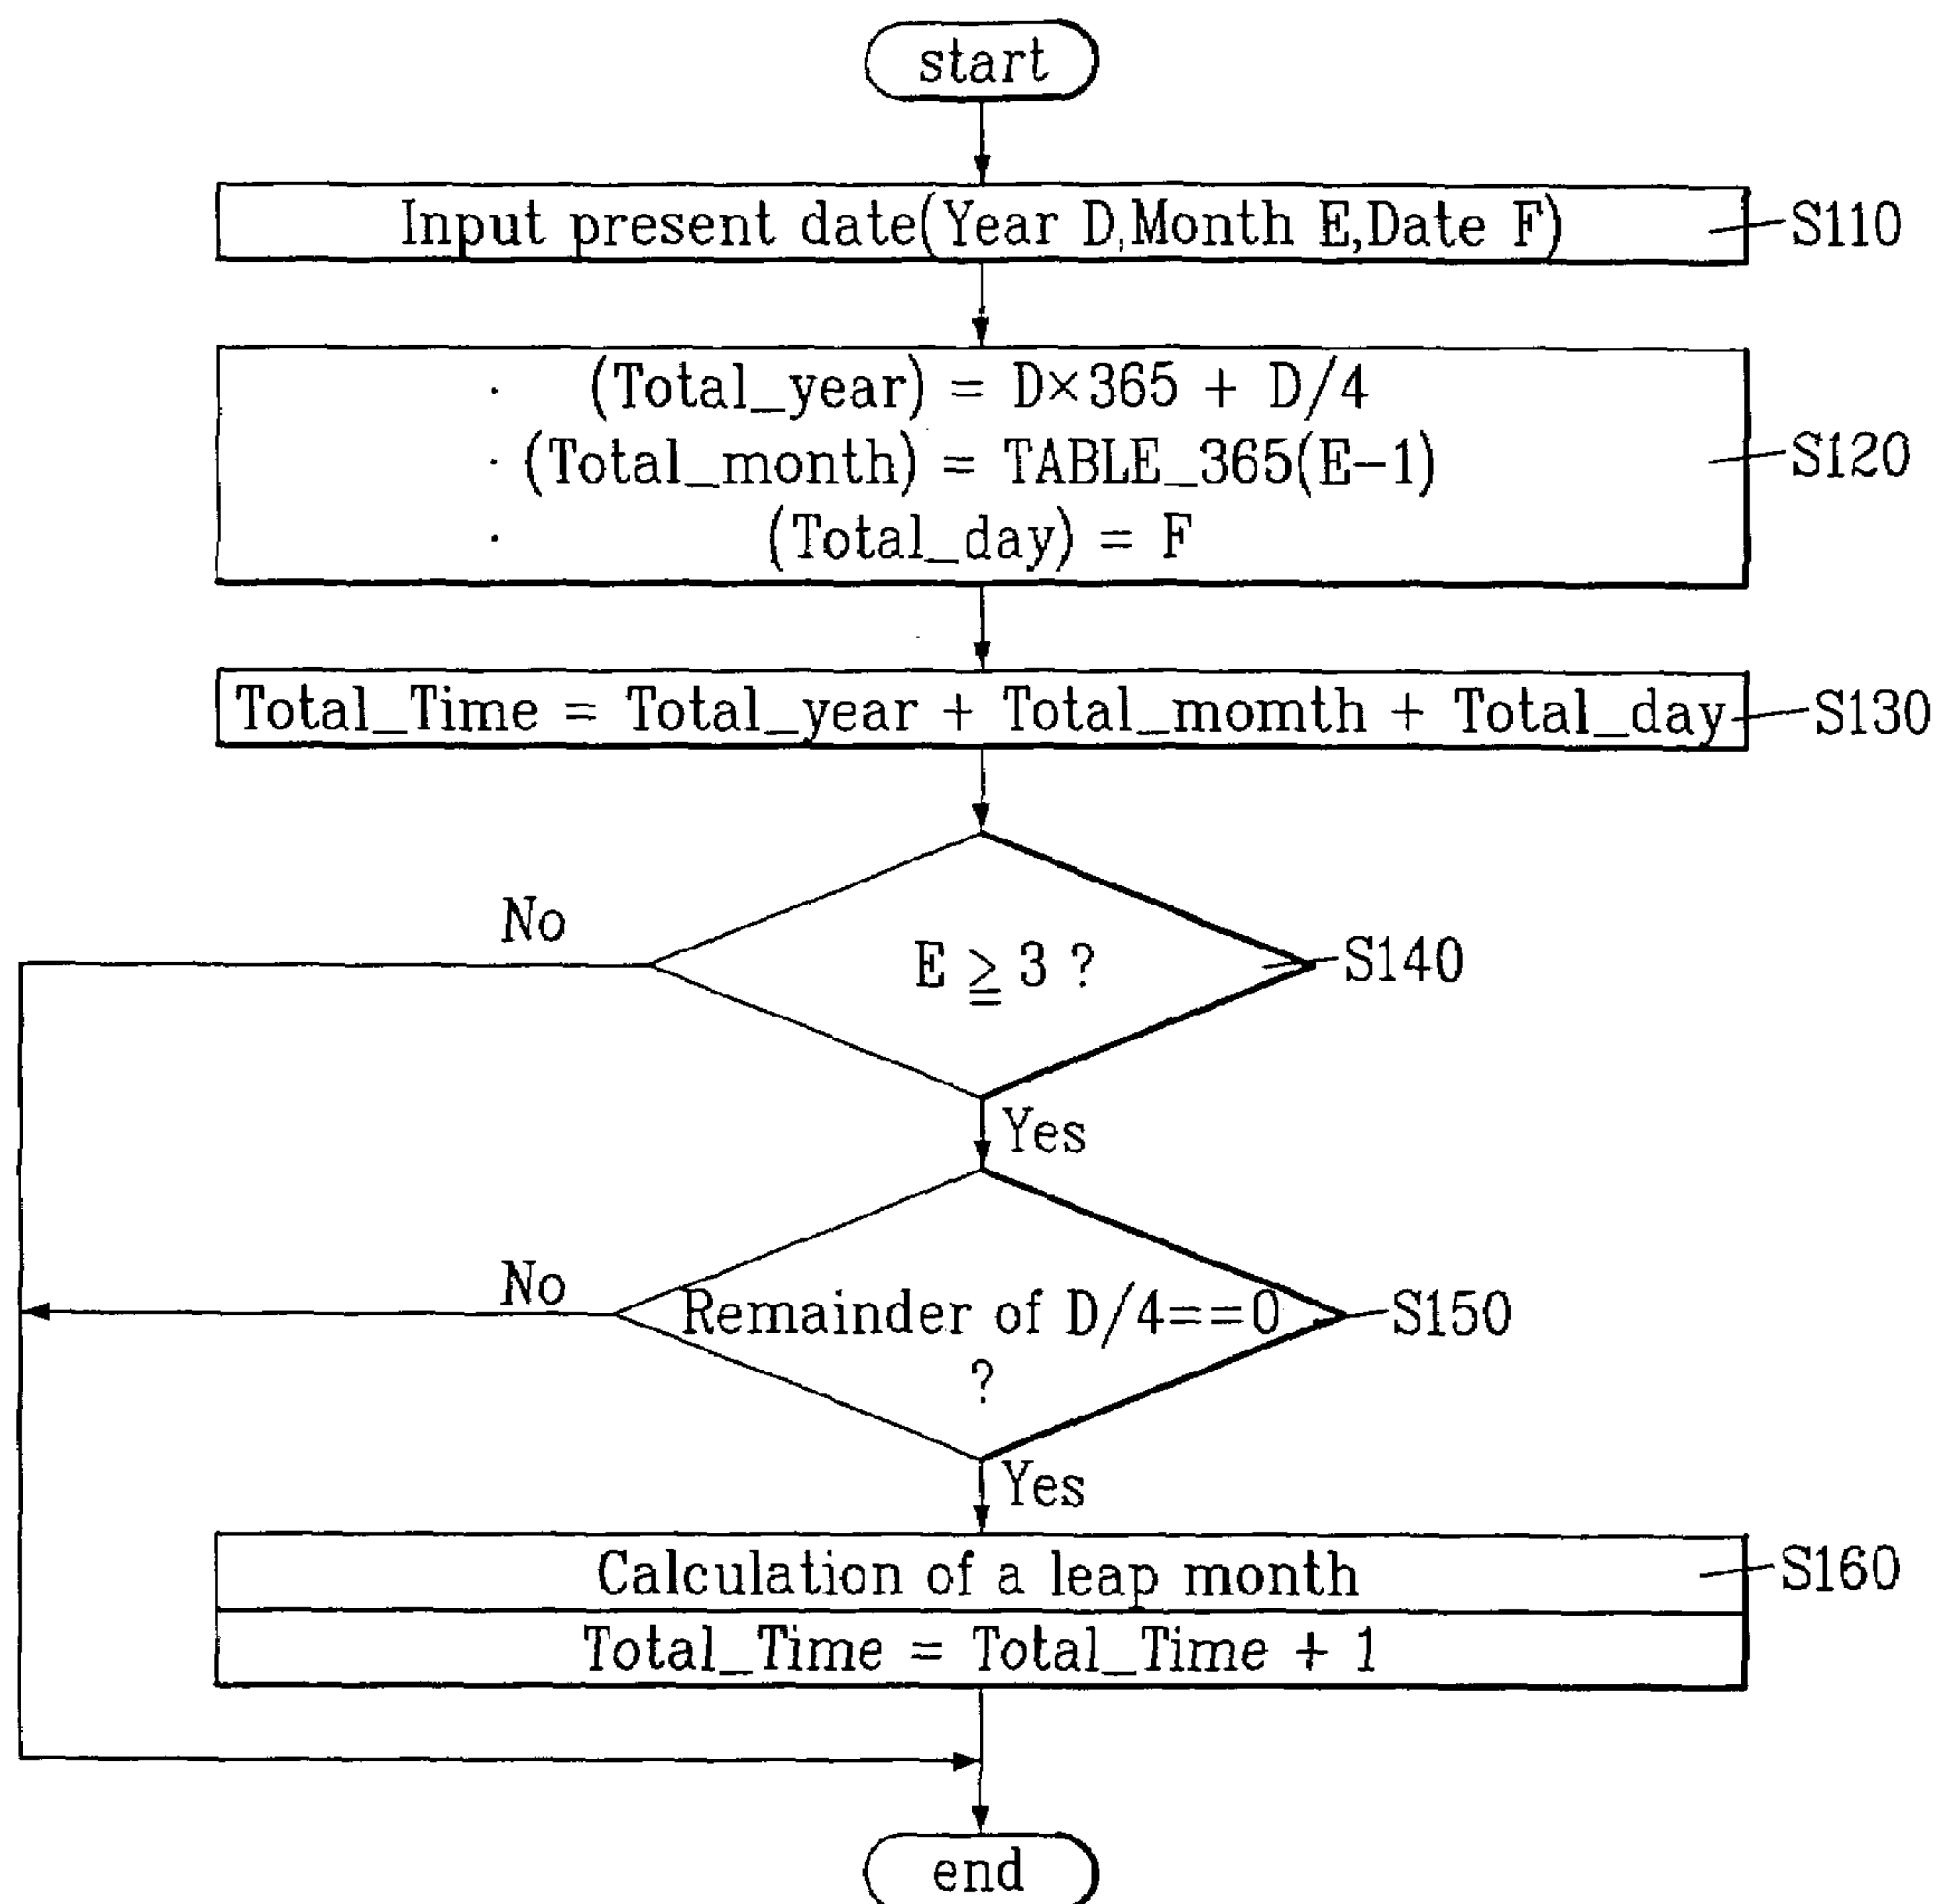 start
Input present date(Year D,Month E,Date F)
S110
· (Total_year) = D×365 + D/4
· (Total_month) = TABLE_365(E-1)
· (Total_day) = F
S120
Total_Time = Total_year + Total_momth + Total_day
S130
No
E ≧ 3 ?
S140
Yes
No
Remainder of D/4==0
?
S150
Yes
Calculation of a leap month
S160
Total_Time = Total_Time + 1
end